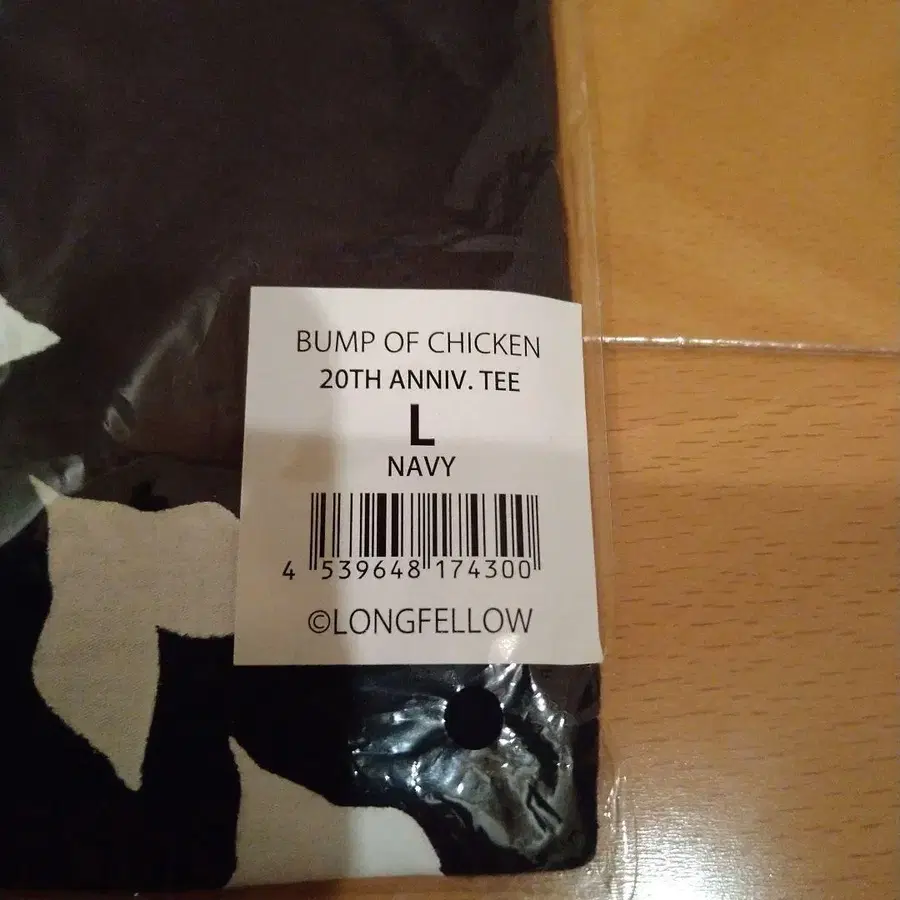 BUMP OF CHICKEN
20TH ANNIV. TEE
L
NAVY
4 539648 174300
©LONGFELLOW